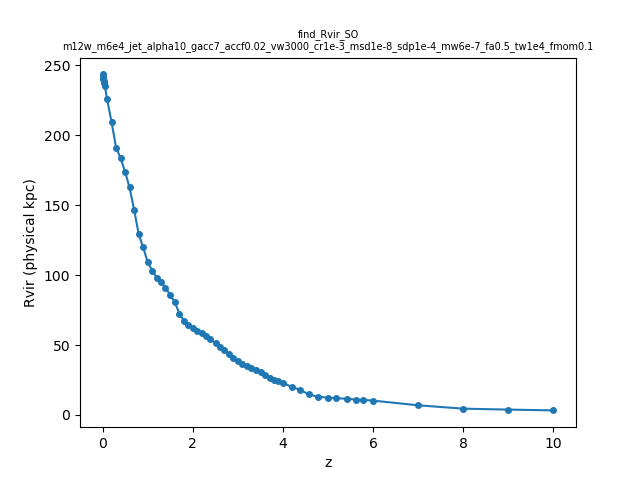 find_Rvir_SO
m12w_m6e4_jet_alpha10_gacc7_accf0.02_vw3000_cr1e-3_msd1e-8_sdp1e-4_mw6e-7_fa0.5_tw1e4_fmom0.1
250
200
150
100
50
0
Rvir (physical kpc)
0 2 4 6 8 10
z